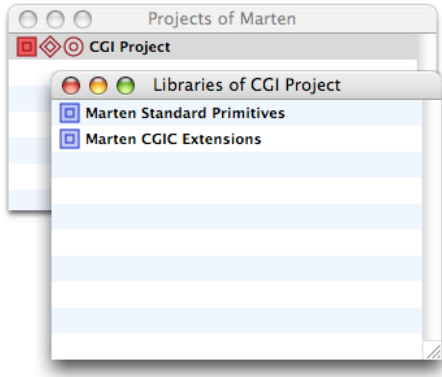 Projects of Marten
CGI Project
Libraries of CGI Project
Marten Standard Primitives
Marten CGIC Extensions